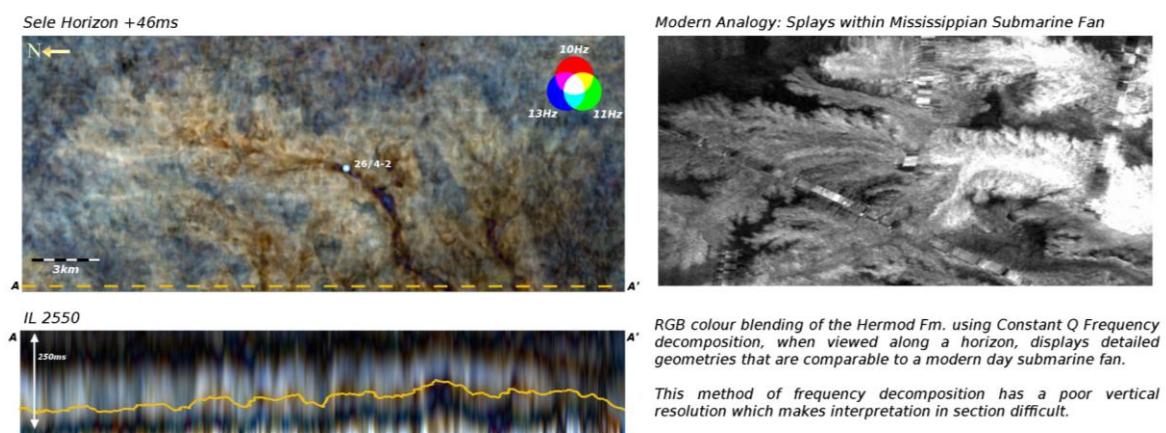 Sele Horizon +46ms
N
10Hz
13Hz
11Hz
26/4-2
3km
A
A'
IL 2550
A
A'
250ms
Modern Analogy: Splays within Mississippian Submarine Fan
RGB colour blending of the Hermod Fm. using Constant Q Frequency
decomposition, when viewed along a horizon, displays detailed
geometries that are comparable to a modern day submarine fan.
This method of frequency decomposition has a poor vertical
resolution which makes interpretation in section difficult.